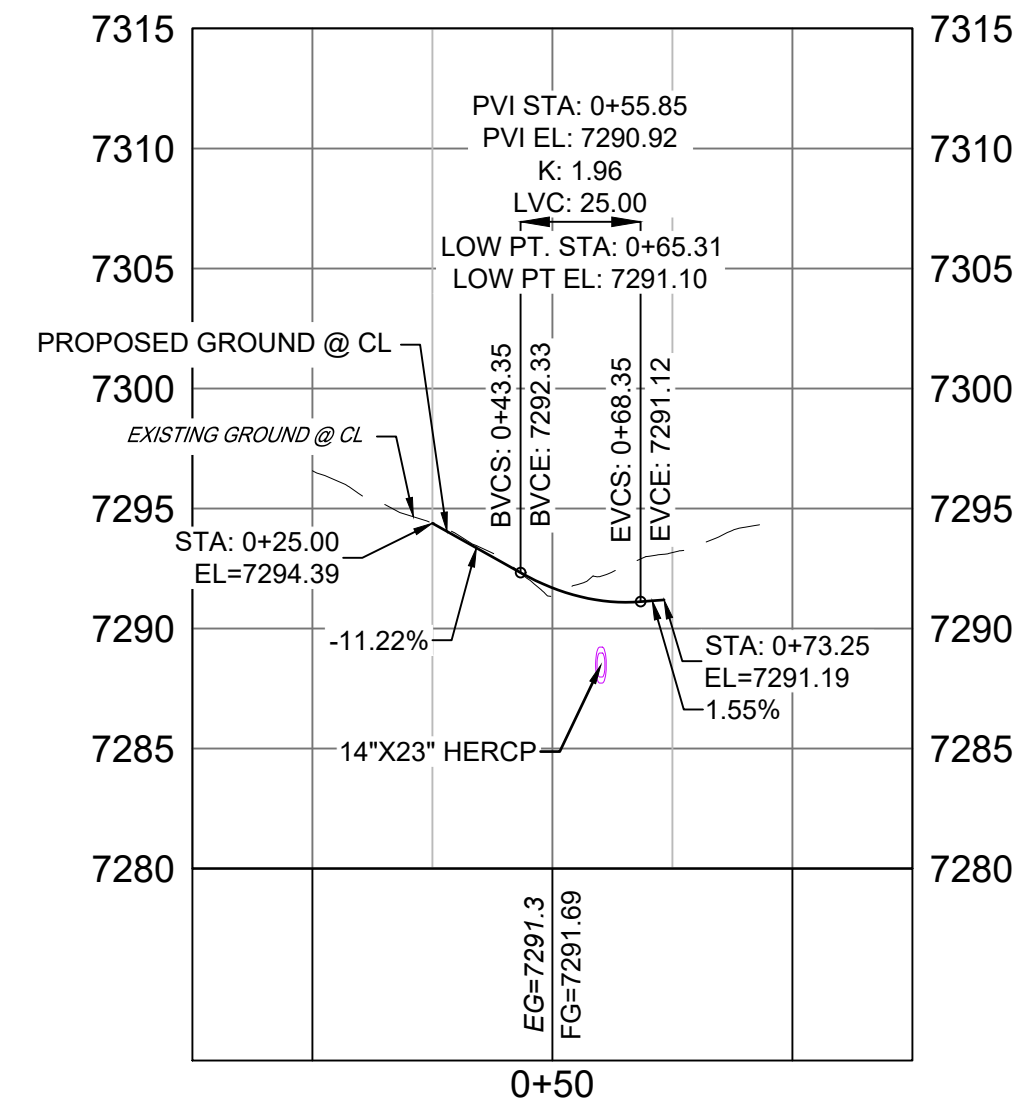 7315
7315
PVI STA: 0+55.85
PVI EL: 7290.92
7310
7310
K: 1.96
LVC: 25.00
LOW PT. STA: 0+65.31
LOW PT EL: 7291.10
7305
7305
PROPOSED GROUND @ CL
BVCS: 0+43.35
BVCE: 7292.33
EVCS: 0+68.35
EVCE: 7291.12
7300
7300
EXISTING GROUND @ CL
7295
7295
STA: 0+25.00
EL=7294.39
-11.22%
7290
7290
STA: 0+73.25
EL=7291.19
1.55%
14"X23" HERCP
7285
7285
7280
7280
EG=7291.3
FG=7291.69
0+50